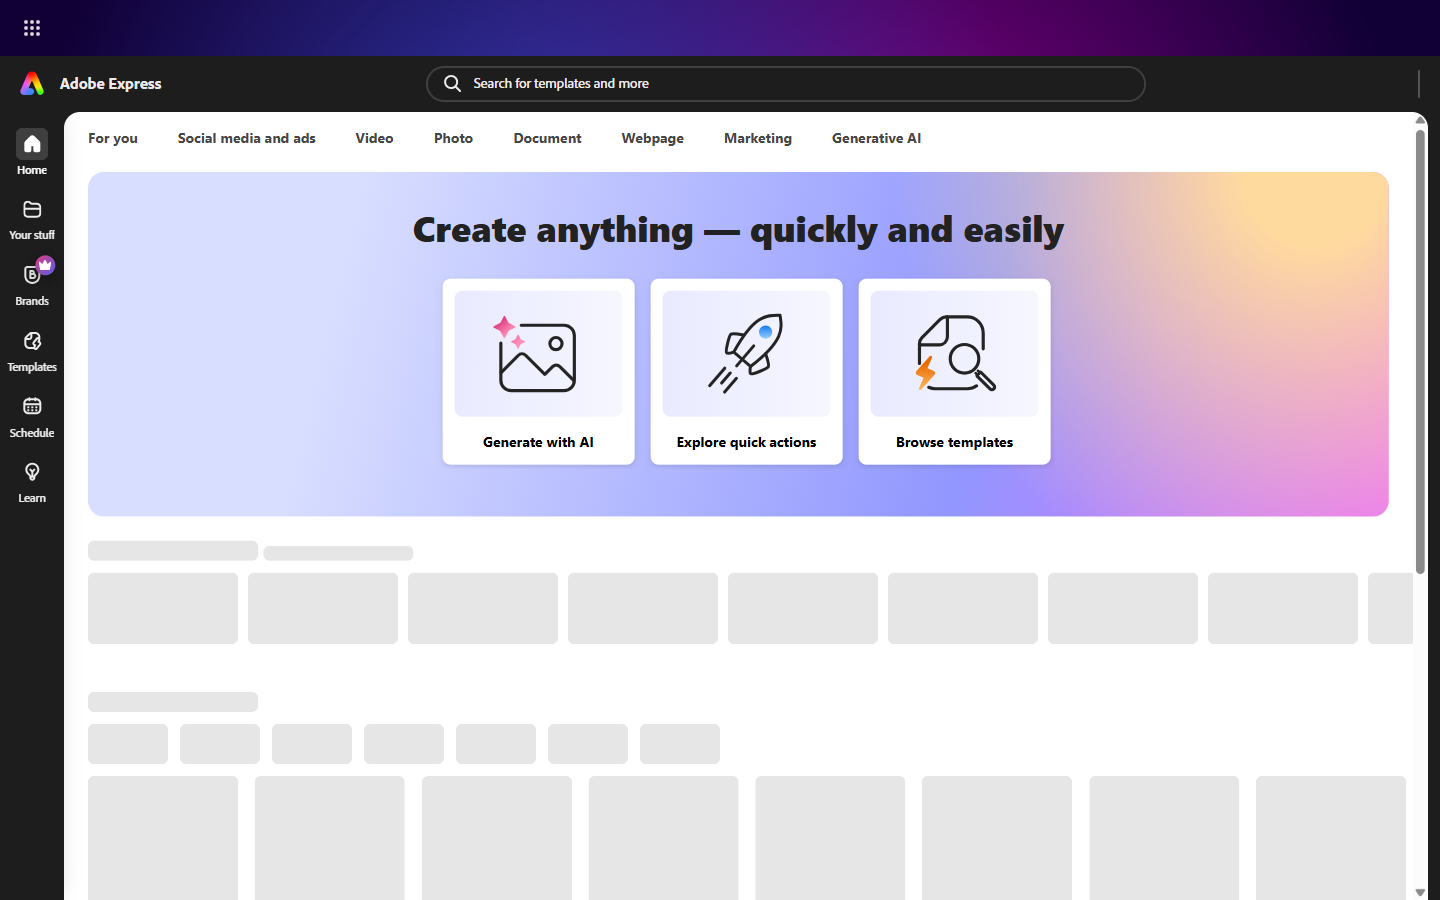 Adobe Express
Search for templates and more
For you
Social media and ads
Video
Photo
Document
Webpage
Marketing
Generative AI
Home
Your stuff
Brands
Templates
Schedule
Learn
Create anything — quickly and easily
Generate with AI
Explore quick actions
Browse templates